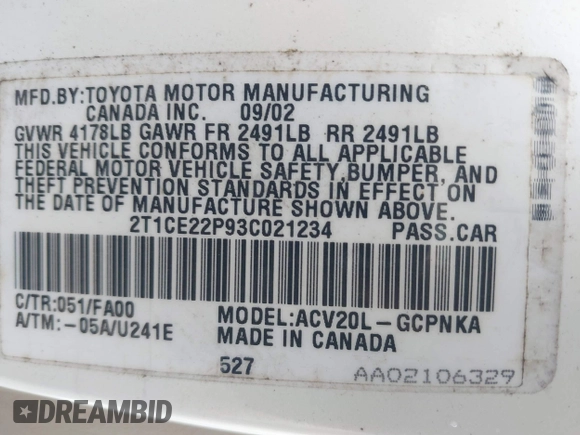 MFD.BY:TOYOTA MOTOR MANUFACTURING
CANADA INC. 09/02
GVWR 4178LB GAWR FR 2491LB RR 2491LB
THIS VEHICLE CONFORMS TO ALL APPLICABLE
FEDERAL MOTOR VEHICLE SAFETY,BUMPER, AND
THEFT PREVENTION STANDARDS IN EFFECT ON
THE DATE OF MANUFACTURE SHOWN ABOVE.
2T1CE22P93C021234 PASS.CAR
C/TR:051/FA00 MODEL:ACV20L-GCPNKA
A/TM:-05A/U241E MADE IN CANADA
527 AA02106329
DREAMBID